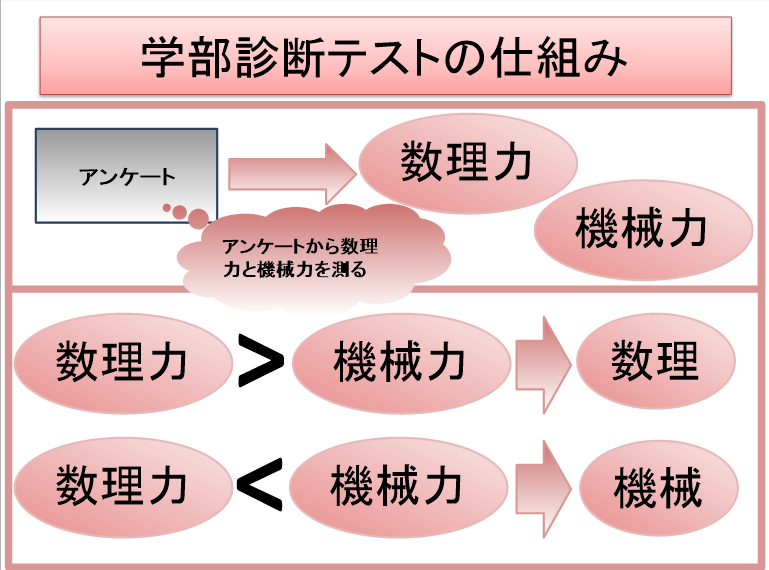 学部診断テストの仕組み
アンケート
数理力
機械力
アンケートから数理
力と機械力を測る
数理力 > 機械力 数理
数理力 < 機械力 機械